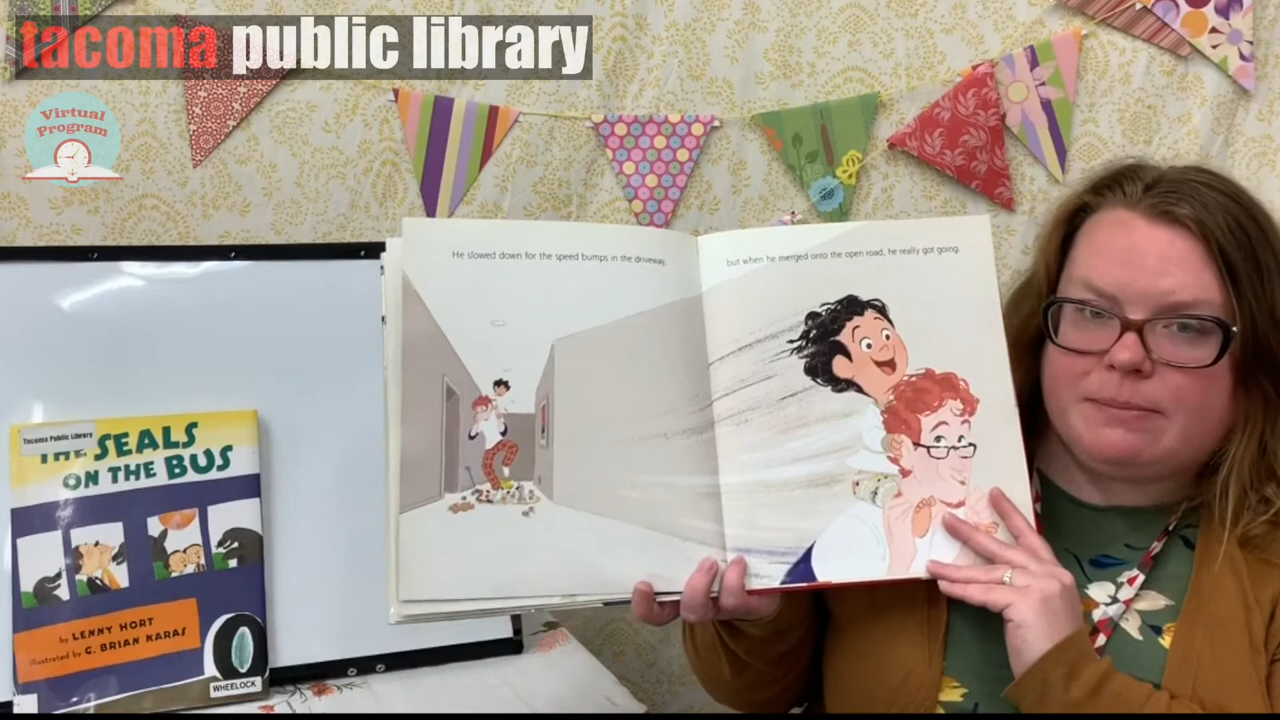 tacoma public library
Virtual
Program
He slowed down for the speed bumps in the driveway,
but when he merged onto the open road, he really got going.
Tacoma Public Library
THE SEALS
ON THE BUS
by LENNY HORT
illustrated by G. BRIAN KARAS
WHEELOCK